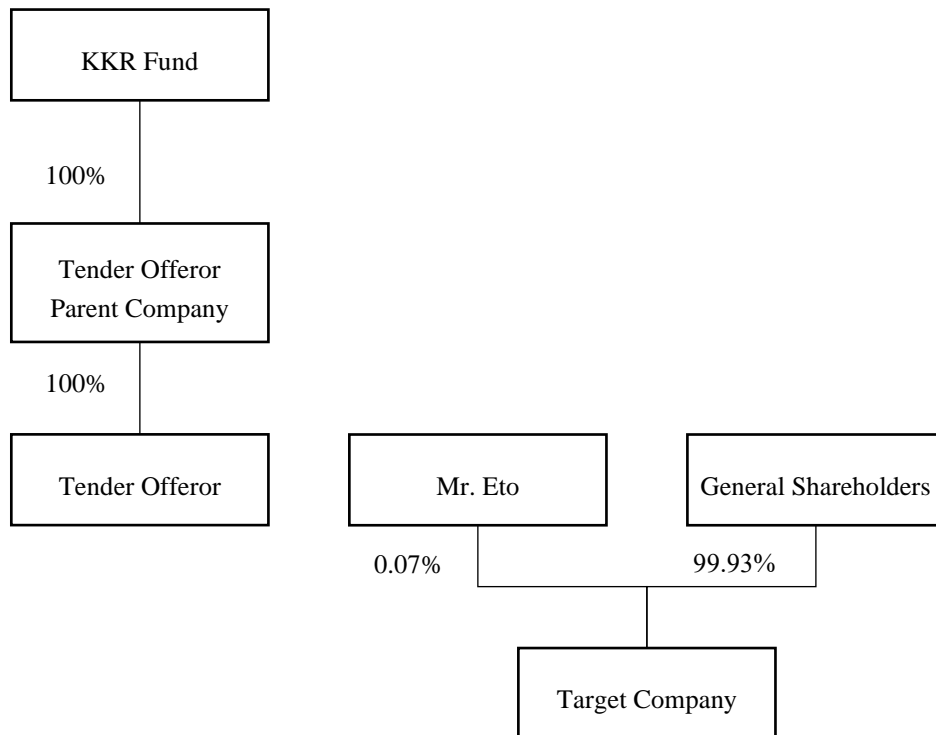 KKR Fund
100%
Tender Offeror
Parent Company
100%
Tender Offeror
Mr. Eto
General Shareholders
0.07%
99.93%
Target Company